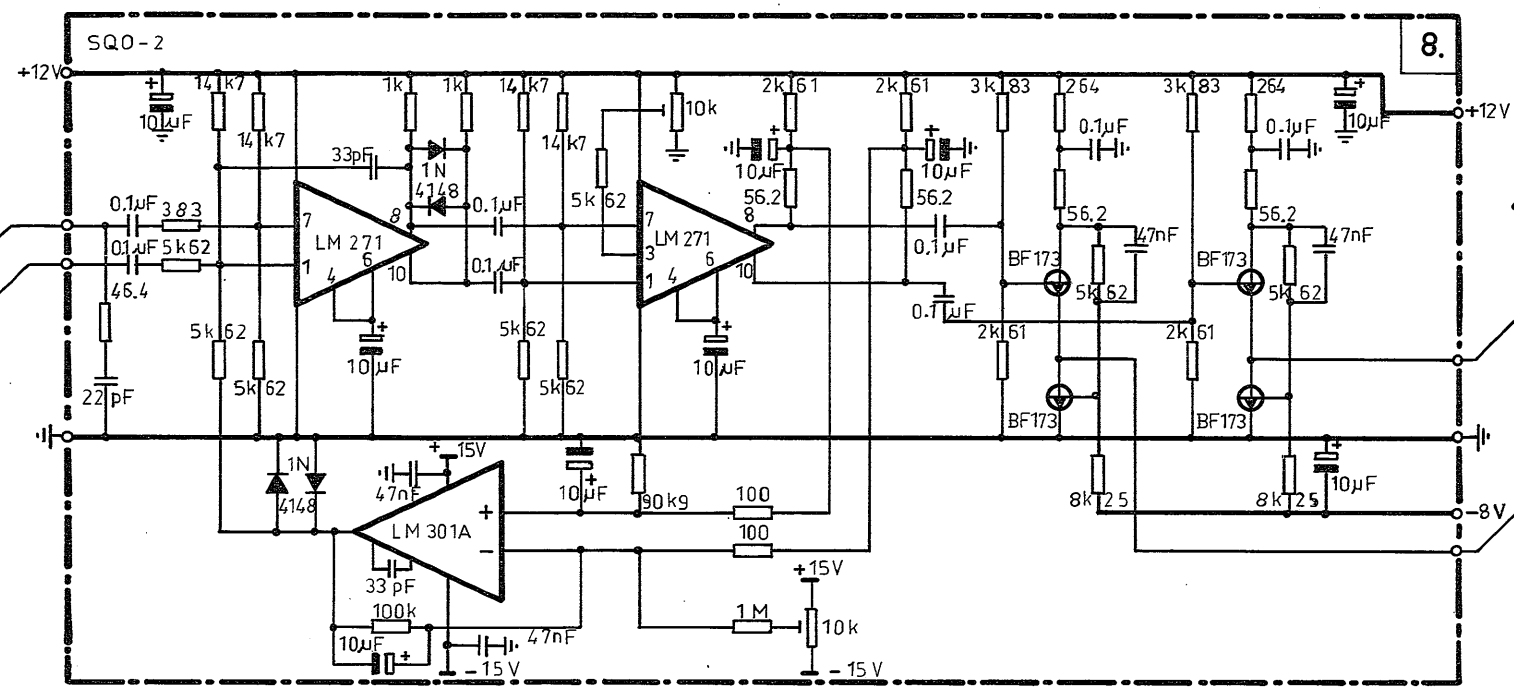 SQO-2
8.
+12V
14k7
1k
1k
14k7
2k61
2k61
3k83
264
3k83
264
+
10µF
14k7
33pF
1N
4148
14k7
10k
+
10µF
+
10µF
0.1µF
0.1µF
+
10µF
+12V
5k62
56.2
56.2
0.1µF
383
0.1µF
5k62
7
1
LM 271
8
10
6
4
0.1µF
0.1µF
7
3
1
LM 271
8
10
6
4
0.1µF
0.1µF
56.2
47nF
56.2
47nF
BF173
5k62
BF173
5k62
46.4
22pF
5k62
5k62
+
10µF
5k62
5k62
+
10µF
2k61
2k61
BF173
BF173
1N
4148
+15V
47nF
+
10µF
90k9
100
100
8k25
8k25
+
10µF
-8V
LM 301A
+
−
33pF
100k
10µF
+
47nF
-15V
1M
+15V
10k
-15V